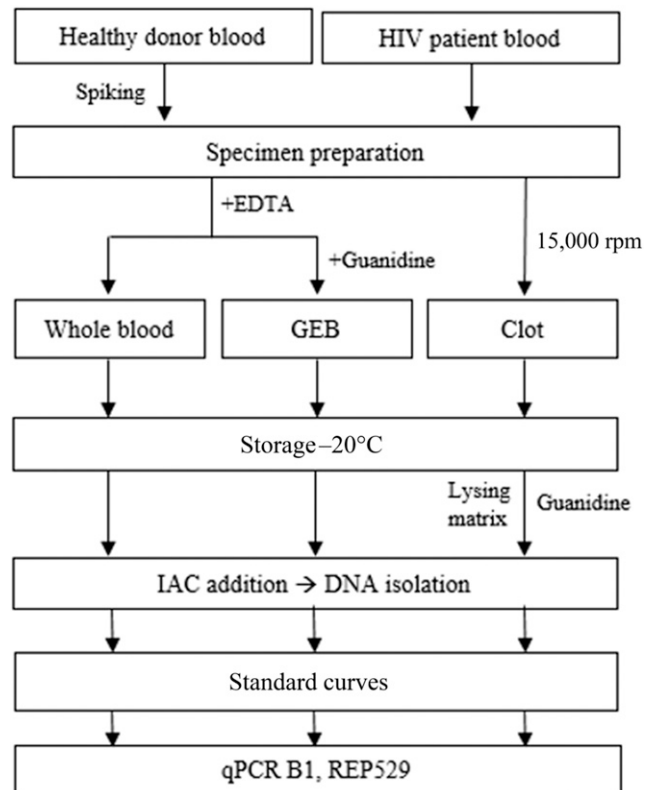 Healthy donor blood
HIV patient blood
Spiking
Specimen preparation
+EDTA
15,000 rpm
+Guanidine
Whole blood
GEB
Clot
Storage–20°C
Lysing
matrix
Guanidine
IAC addition → DNA isolation
Standard curves
qPCR B1, REP529